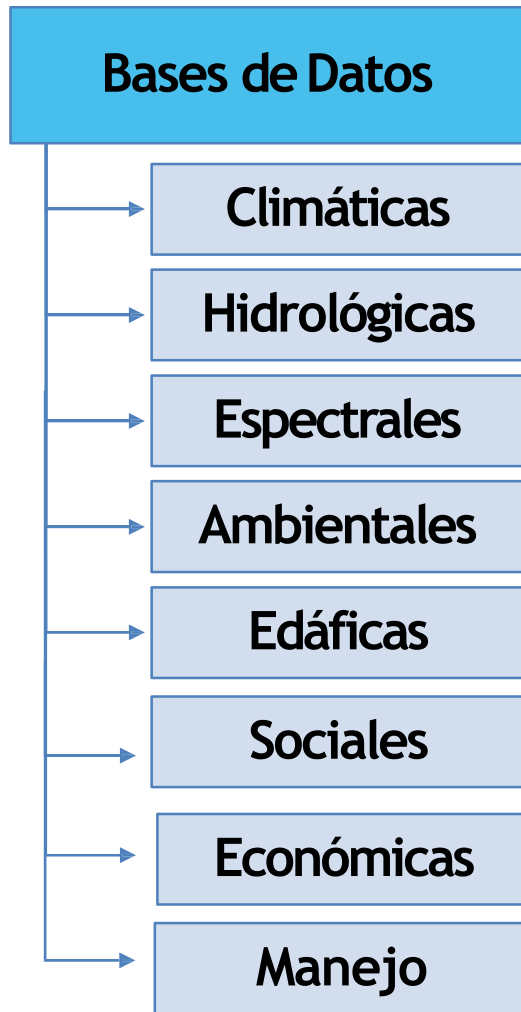 Bases de Datos
Climáticas
Hidrológicas
Espectrales
Ambientales
Edáficas
Sociales
Económicas
Manejo